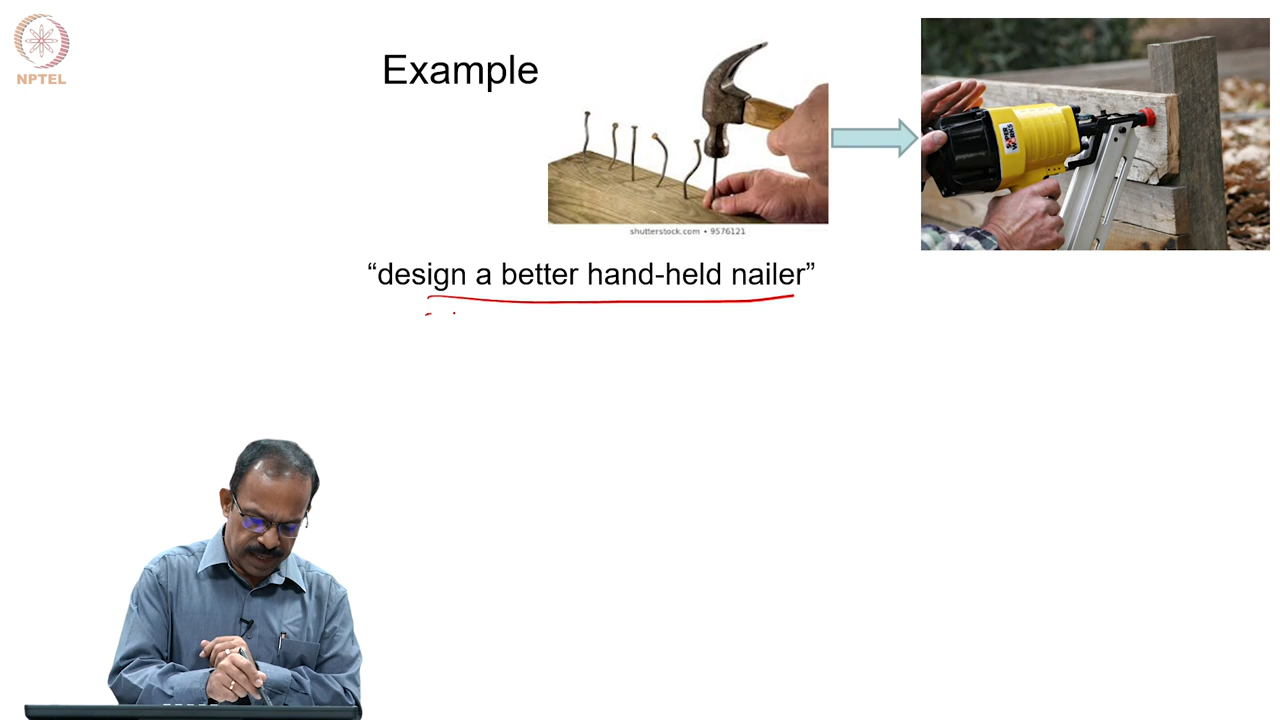 NPTEL
Example
shutterstock.com • 9576121
“design a better hand-held nailer”